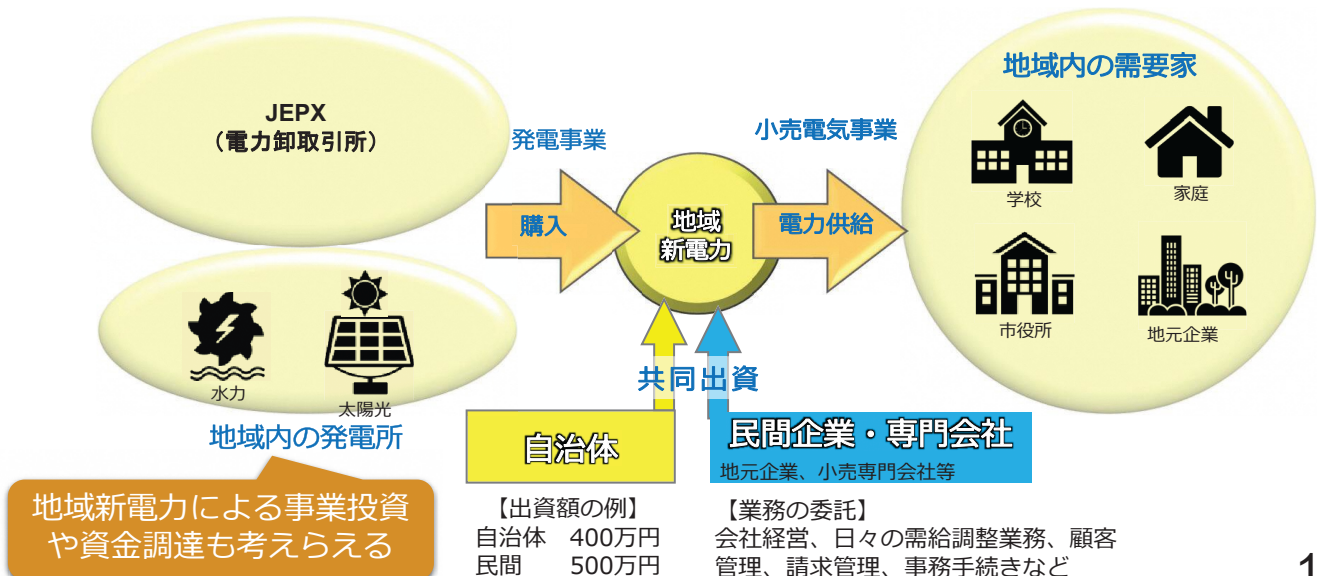 JEPX
（電力卸取引所）
発電事業
購入
水力
太陽光
地域内の発電所
地域新電力による事業投資
や資金調達も考えらえる
地域
新電力
小売電気事業
電力供給
地域内の需要家
学校
家庭
市役所
地元企業
共同出資
自治体
民間企業・専門会社
地元企業、小売専門会社等
【出資額の例】
自治体　400万円
民間　　500万円
【業務の委託】
会社経営、日々の需給調整業務、顧客
管理、請求管理、事務手続きなど
1